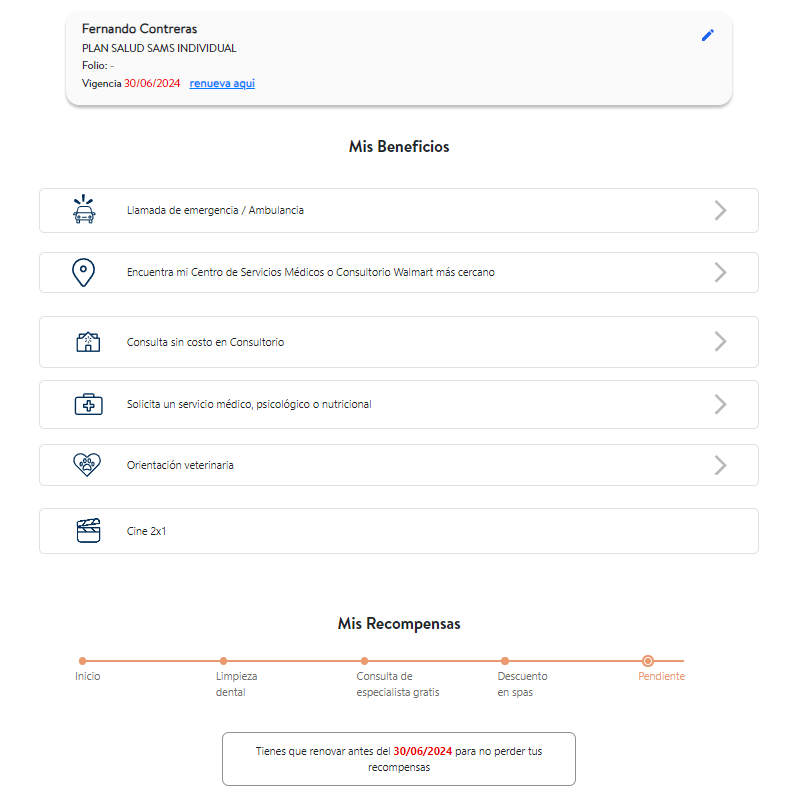 Fernando Contreras
PLAN SALUD SAMS INDIVIDUAL
Folio: -
Vigencia 30/06/2024 renueva aqui
Mis Beneficios
Llamada de emergencia / Ambulancia
Encuentra mi Centro de Servicios Médicos o Consultorio Walmart más cercano
Consulta sin costo en Consultorio
Solicita un servicio médico, psicológico o nutricional
Orientación veterinaria
Cine 2x1
Mis Recompensas
Inicio
Limpieza
dental
Consulta de
especialista gratis
Descuento
en spas
Pendiente
Tienes que renovar antes del 30/06/2024 para no perder tus
recompensas